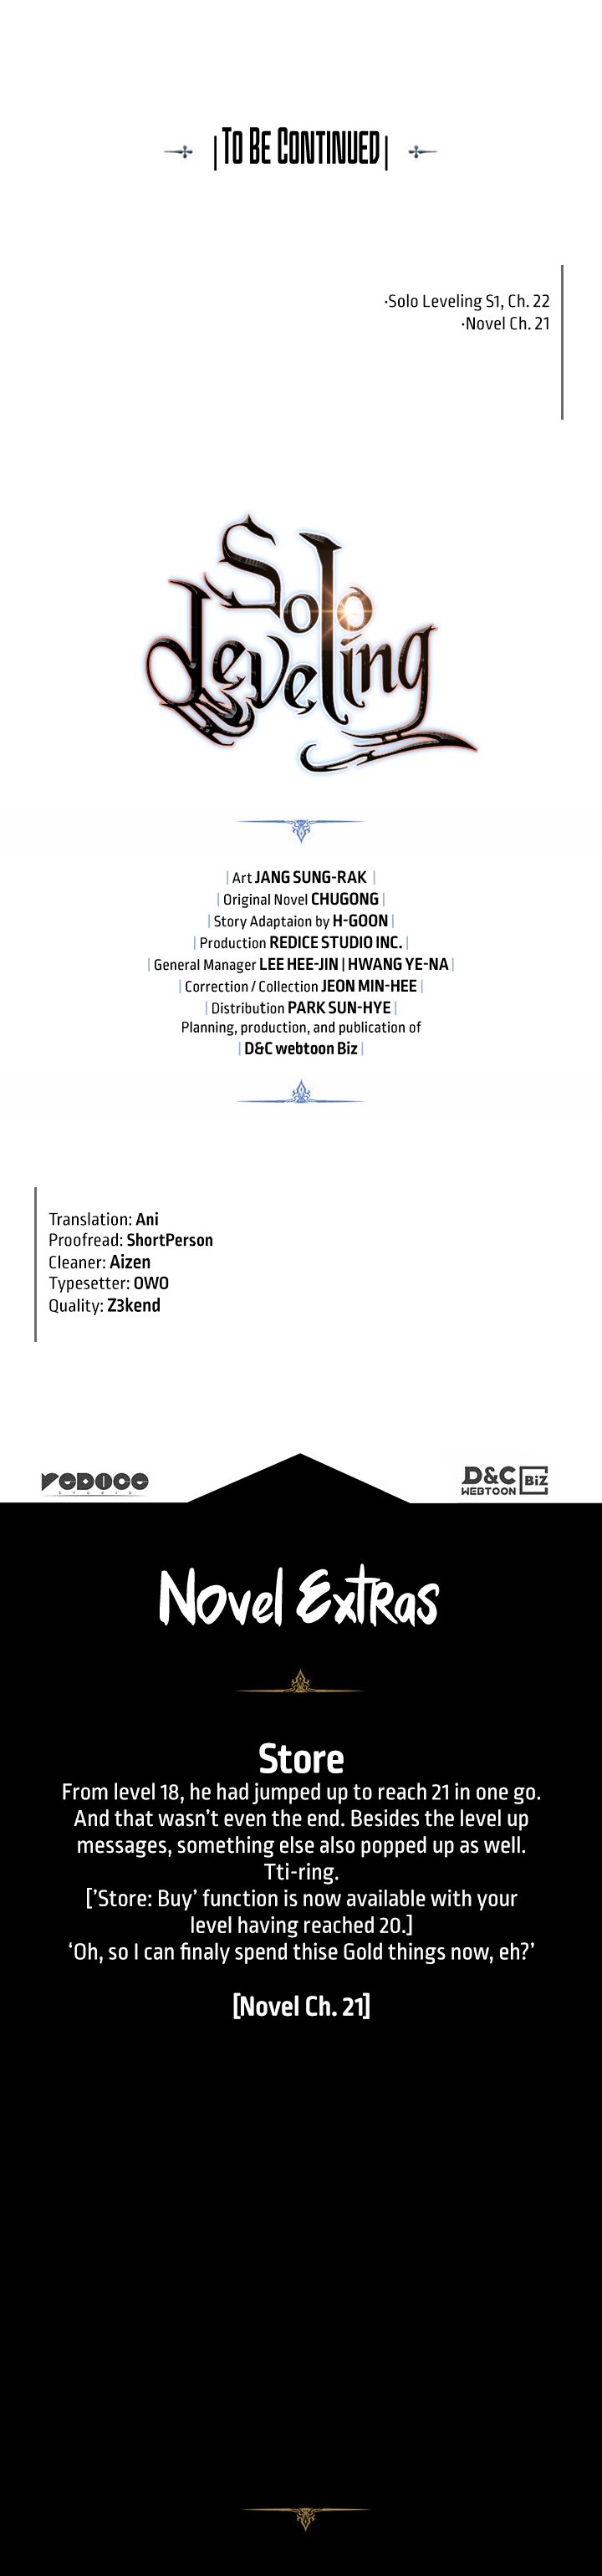 | To Be Continued |
·Solo Leveling S1, Ch. 22
·Novel Ch. 21
Solo
Leveling
| Art JANG SUNG-RAK |
| Original Novel CHUGONG |
| Story Adaptaion by H-GOON |
| Production REDICE STUDIO INC. |
| General Manager LEE HEE-JIN | HWANG YE-NA |
| Correction / Collection JEON MIN-HEE |
| Distribution PARK SUN-HYE |
Planning, production, and publication of
| D&C webtoon Biz |
Translation: Ani
Proofread: ShortPerson
Cleaner: Aizen
Typesetter: OWO
Quality: Z3kend
REDICE
STUDIO
D&C
WEBTOON
BiZ
Novel Extras
Store
From level 18, he had jumped up to reach 21 in one go.
And that wasn't even the end. Besides the level up
messages, something else also popped up as well.
Tti-ring.
['Store: Buy' function is now available with your
level having reached 20.]
'Oh, so I can finaly spend thise Gold things now, eh?'
[Novel Ch. 21]